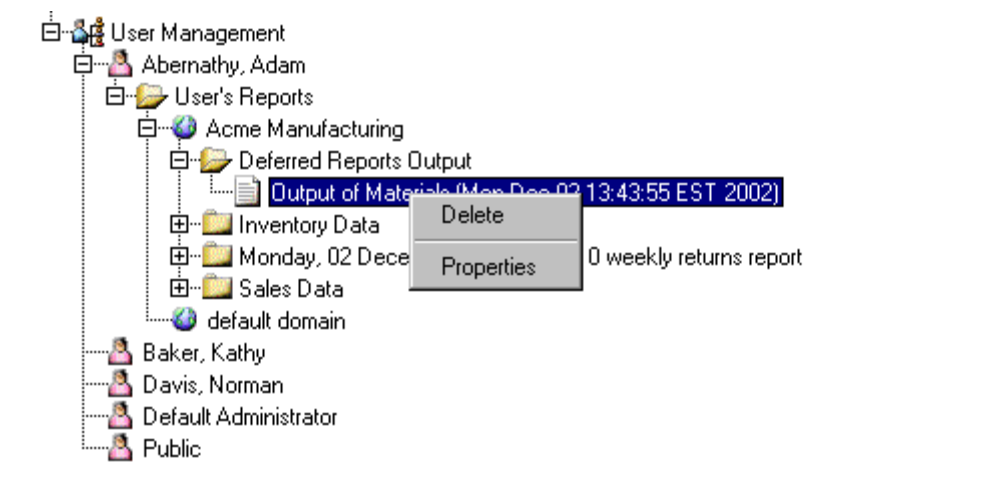 User Management
Abernathy, Adam
User's Reports
Acme Manufacturing
Deferred Reports Output
Output of Materials (Mon Dec 02 13:43:55 EST 2002)
Delete
Inventory Data
Monday, 02 Dece 0 weekly returns report
Properties
Sales Data
default domain
Baker, Kathy
Davis, Norman
Default Administrator
Public